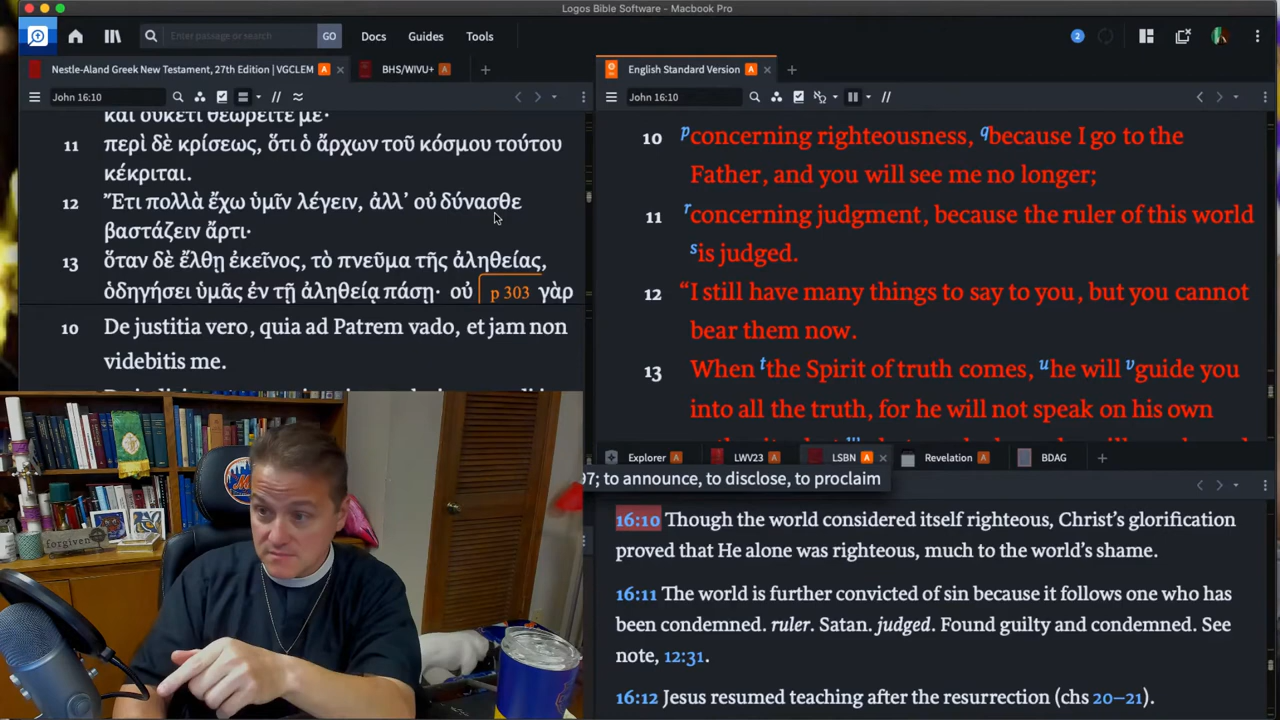 Logos Bible Software - Macbook Pro
Enter passage or search GO Docs Guides Tools 2
Nestle-Aland Greek New Testament, 27th Edition | VGCLEM A BHS/WIVU+ A
John 16:10
καὶ οὐκέτι θεωρεῖτέ με·
11 περὶ δὲ κρίσεως, ὅτι ὁ ἄρχων τοῦ κόσμου τούτου
κέκριται.
12 Ἔτι πολλὰ ἔχω ὑμῖν λέγειν, ἀλλ’ οὐ δύνασθε
βαστάζειν ἄρτι·
13 ὅταν δὲ ἔλθῃ ἐκεῖνος, τὸ πνεῦμα τῆς ἀληθείας,
ὁδηγήσει ὑμᾶς ἐν τῇ ἀληθείᾳ πάσῃ· οὐ p 303 γὰρ
10 De justitia vero, quia ad Patrem vado, et jam non
videbitis me.
English Standard Version A
John 16:10
10 pconcerning righteousness, qbecause I go to the
Father, and you will see me no longer;
11 rconcerning judgment, because the ruler of this world
sis judged.
12 “I still have many things to say to you, but you cannot
bear them now.
13 When tthe Spirit of truth comes, uhe will vguide you
into all the truth, for he will not speak on his own
Explorer A LWV23 A LSBN A Revelation A BDAG
97; to announce, to disclose, to proclaim
16:10 Though the world considered itself righteous, Christ’s glorification
proved that He alone was righteous, much to the world’s shame.
16:11 The world is further convicted of sin because it follows one who has
been condemned. ruler. Satan. judged. Found guilty and condemned. See
note, 12:31.
16:12 Jesus resumed teaching after the resurrection (chs 20–21).
forgiven